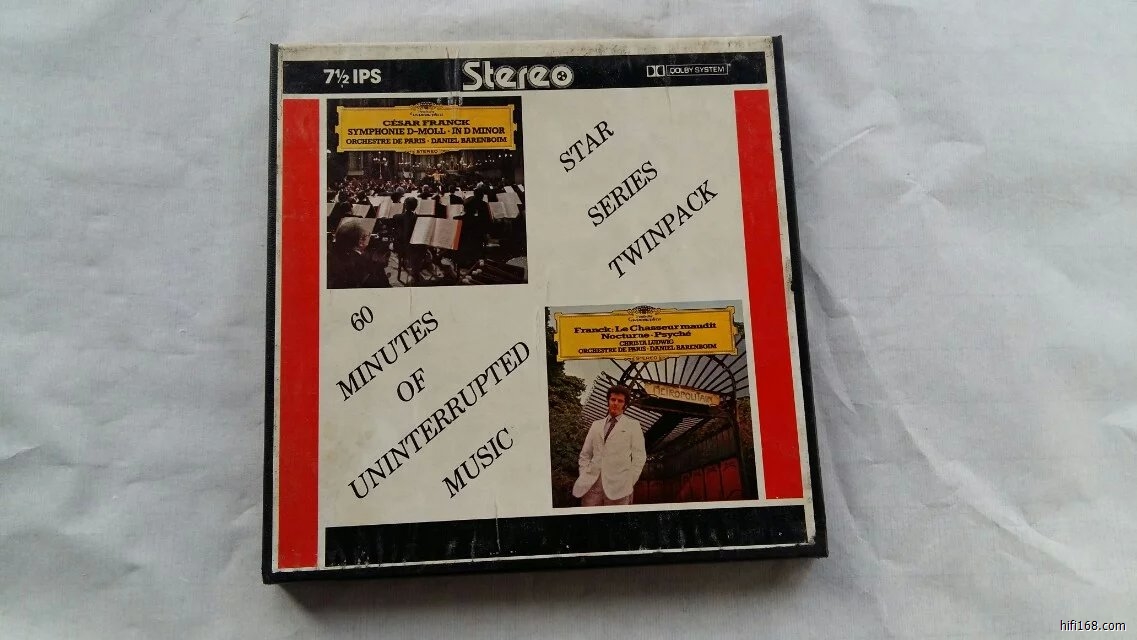 7½ IPS
Stereo
DOLBY SYSTEM
CÉSAR FRANCK
SYMPHONIE D-MOLL · IN D MINOR
ORCHESTRE DE PARIS · DANIEL BARENBOIM
STEREO
STAR
SERIES
TWINPACK
60
MINUTES
OF
UNINTERRUPTED
MUSIC
Franck: Le Chasseur maudit
Nocturne · Psyché
CHRISTA LUDWIG
ORCHESTRE DE PARIS · DANIEL BARENBOIM
STEREO
METROPOLITAIN
hifi168.com